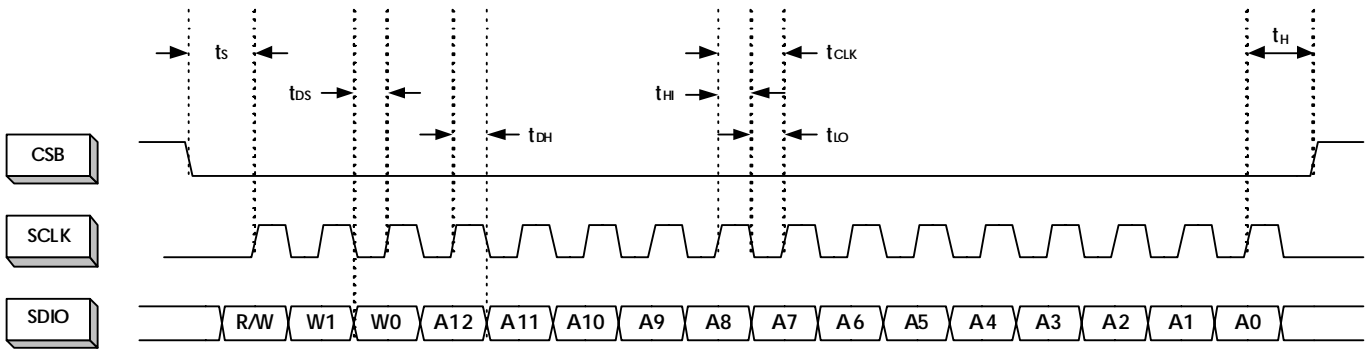 tS tCLK tH
tDS tHI
tDH tLO
CSB
SCLK
SDIO R/W W1 W0 A12 A11 A10 A9 A8 A7 A6 A5 A4 A3 A2 A1 A0